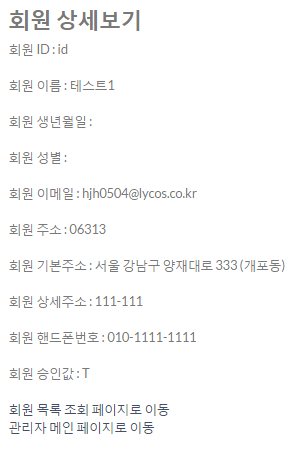 회원 상세보기
회원 ID : id
회원 이름 : 테스트1
회원 생년월일 :
회원 성별 :
회원 이메일 : hjh0504@lycos.co.kr
회원 주소 : 06313
회원 기본주소 : 서울 강남구 양재대로 333 (개포동)
회원 상세주소 : 111-111
회원 핸드폰번호 : 010-1111-1111
회원 승인값 : T
회원 목록 조회 페이지로 이동
관리자 메인 페이지로 이동